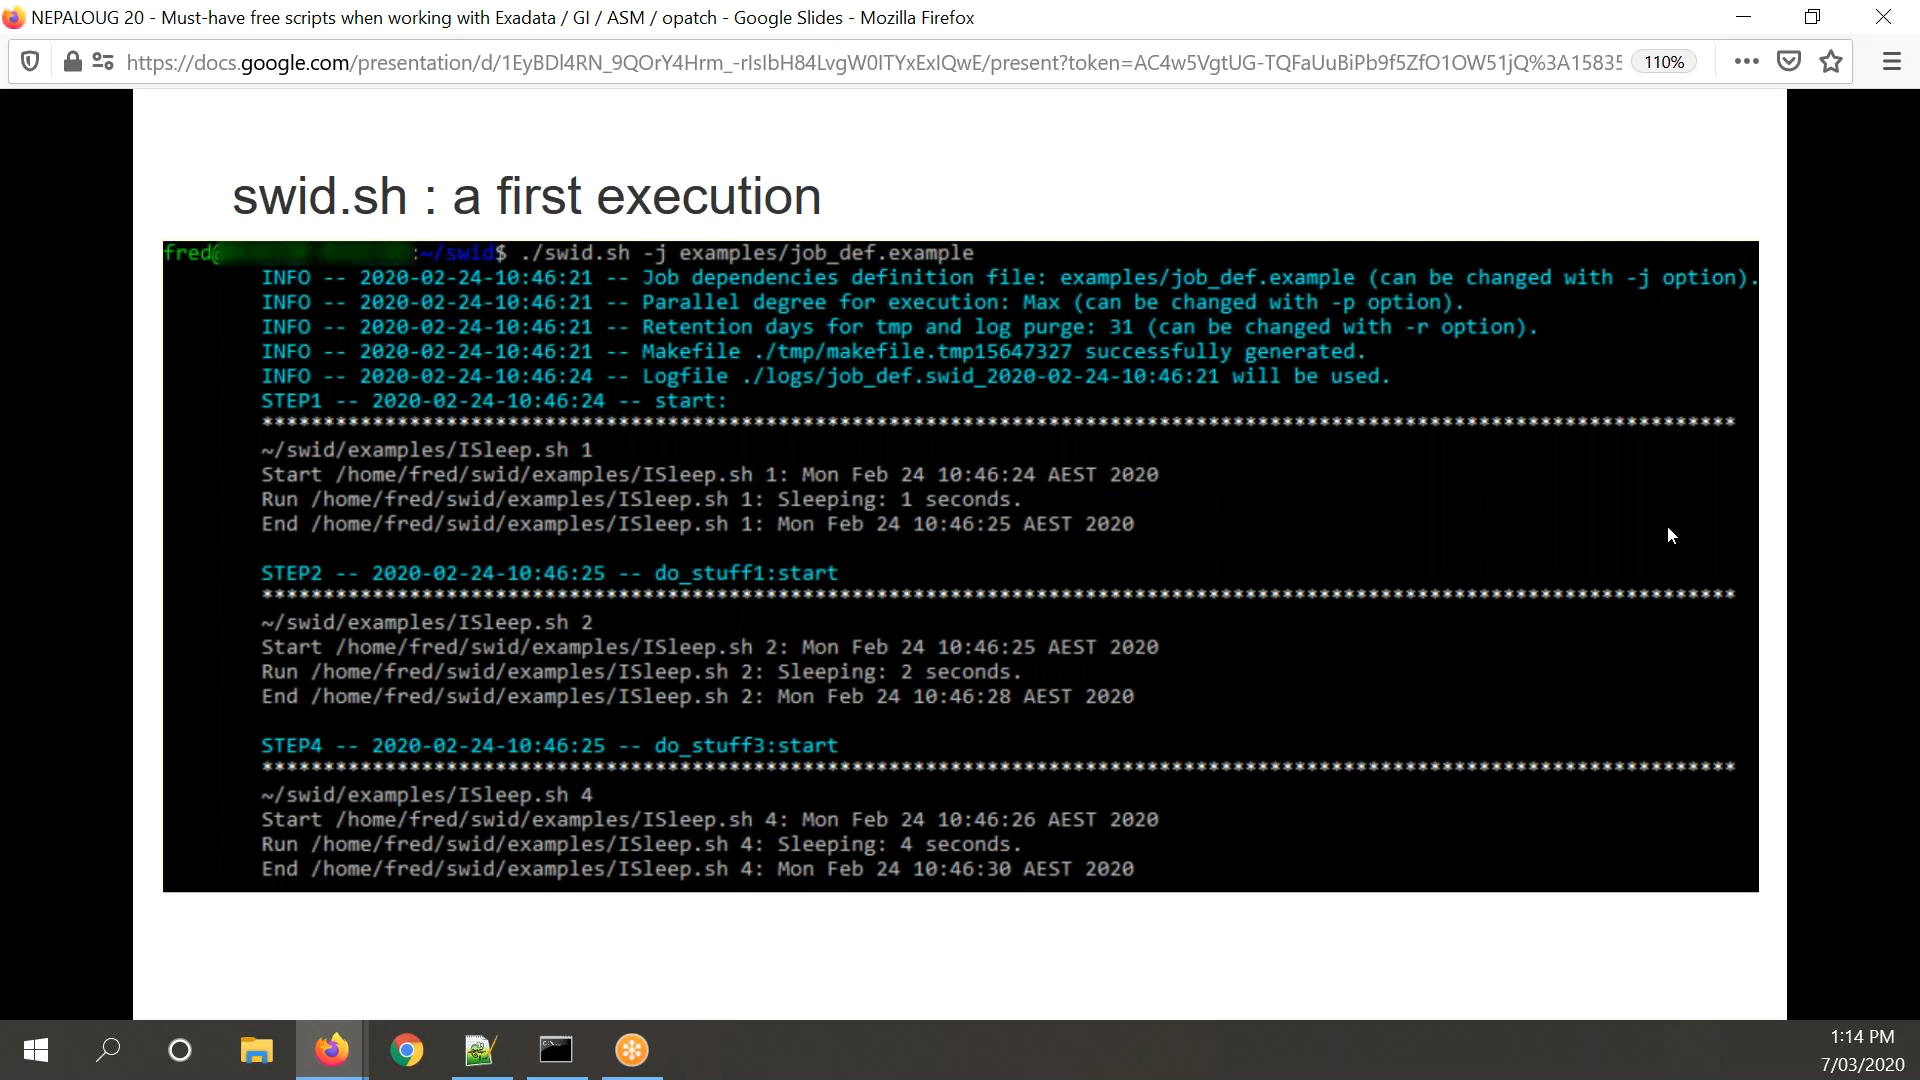 NEPALOUG 20 - Must-have free scripts when working with Exadata / GI / ASM / opatch - Google Slides - Mozilla Firefox
https://docs.google.com/presentation/d/1EyBDl4RN_9QOrY4Hrm_-rIsIbH84LvgW0ITYxExIQwE/present?token=AC4w5VgtUG-TQFaUuBiPb9f5ZfO1OW51jQ%3A15835 110%
swid.sh : a first execution
fred@ :~/swid$ ./swid.sh -j examples/job_def.example
INFO -- 2020-02-24-10:46:21 -- Job dependencies definition file: examples/job_def.example (can be changed with -j option).
INFO -- 2020-02-24-10:46:21 -- Parallel degree for execution: Max (can be changed with -p option).
INFO -- 2020-02-24-10:46:21 -- Retention days for tmp and log purge: 31 (can be changed with -r option).
INFO -- 2020-02-24-10:46:21 -- Makefile ./tmp/makefile.tmp15647327 successfully generated.
INFO -- 2020-02-24-10:46:24 -- Logfile ./logs/job_def.swid_2020-02-24-10:46:21 will be used.
STEP1 -- 2020-02-24-10:46:24 -- start:
************************************************************************************************************************
~/swid/examples/ISleep.sh 1
Start /home/fred/swid/examples/ISleep.sh 1: Mon Feb 24 10:46:24 AEST 2020
Run /home/fred/swid/examples/ISleep.sh 1: Sleeping: 1 seconds.
End /home/fred/swid/examples/ISleep.sh 1: Mon Feb 24 10:46:25 AEST 2020
STEP2 -- 2020-02-24-10:46:25 -- do_stuff1:start
************************************************************************************************************************
~/swid/examples/ISleep.sh 2
Start /home/fred/swid/examples/ISleep.sh 2: Mon Feb 24 10:46:25 AEST 2020
Run /home/fred/swid/examples/ISleep.sh 2: Sleeping: 2 seconds.
End /home/fred/swid/examples/ISleep.sh 2: Mon Feb 24 10:46:28 AEST 2020
STEP4 -- 2020-02-24-10:46:25 -- do_stuff3:start
************************************************************************************************************************
~/swid/examples/ISleep.sh 4
Start /home/fred/swid/examples/ISleep.sh 4: Mon Feb 24 10:46:26 AEST 2020
Run /home/fred/swid/examples/ISleep.sh 4: Sleeping: 4 seconds.
End /home/fred/swid/examples/ISleep.sh 4: Mon Feb 24 10:46:30 AEST 2020
1:14 PM
7/03/2020